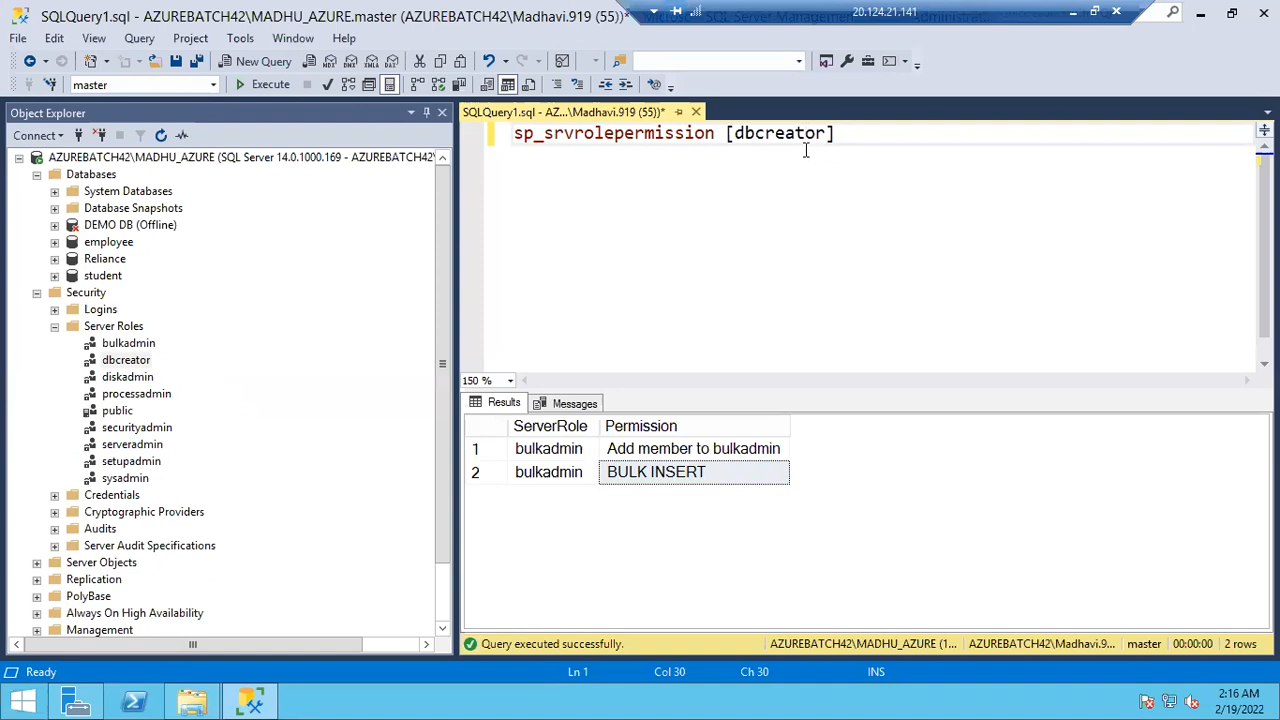 SQLQuery1.sql - AZUREBATCH42\MADHU_AZURE.master (AZUREBATCH42\Madhavi.919 (55))*
20.124.21.141
File Edit View Query Project Tools Window Help
New Query
master
Execute
Object Explorer
SQLQuery1.sql - AZ...\Madhavi.919 (55))*
Connect
sp_srvrolepermission [dbcreator]
AZUREBATCH42\MADHU_AZURE (SQL Server 14.0.1000.169 - AZUREBATCH42\
Databases
System Databases
Database Snapshots
DEMO DB (Offline)
employee
Reliance
student
Security
Logins
Server Roles
bulkadmin
dbcreator
diskadmin
processadmin
public
securityadmin
serveradmin
setupadmin
sysadmin
Credentials
Cryptographic Providers
Audits
Server Audit Specifications
Server Objects
Replication
PolyBase
Always On High Availability
Management
150 %
Results Messages
ServerRole Permission
1 bulkadmin Add member to bulkadmin
2 bulkadmin BULK INSERT
Query executed successfully. AZUREBATCH42\MADHU_AZURE (1... AZUREBATCH42\Madhavi.9... master 00:00:00 2 rows
Ready Ln 1 Col 30 Ch 30 INS
2:16 AM
2/19/2022